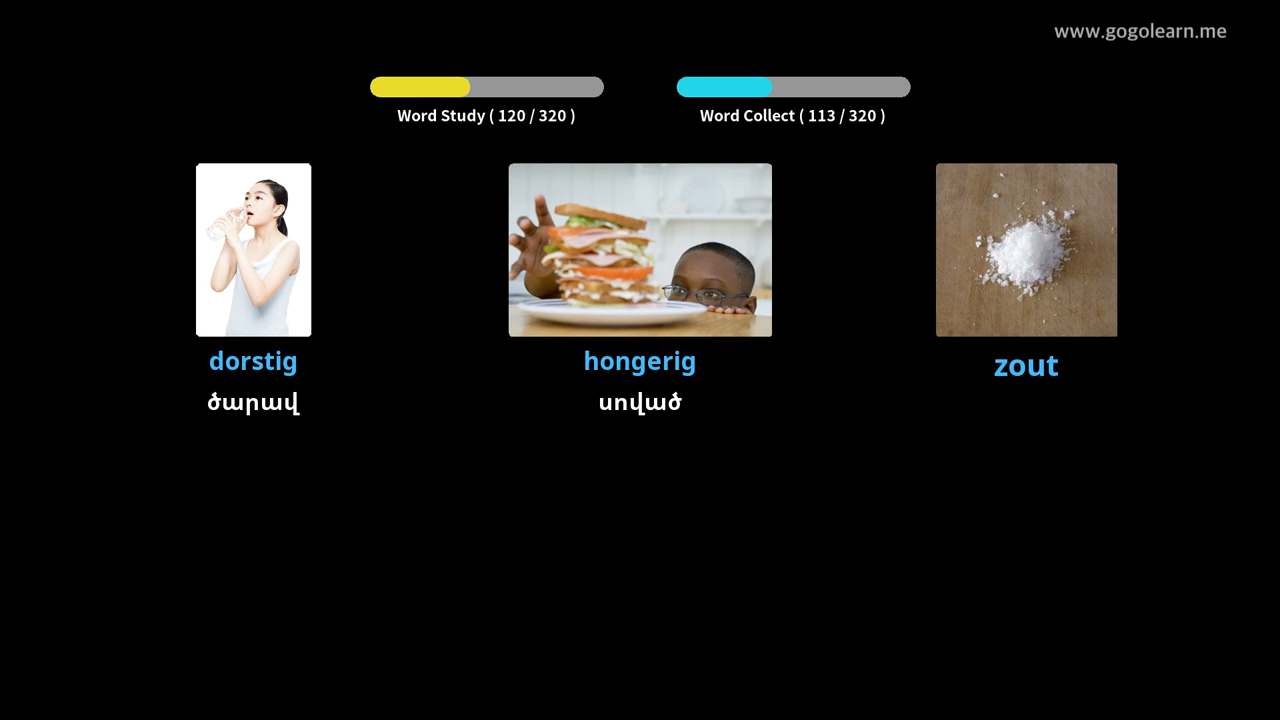 www.gogolearn.me
Word Study ( 120 / 320 )
Word Collect ( 113 / 320 )
dorstig
hongerig
zout
ծարավ
սոված